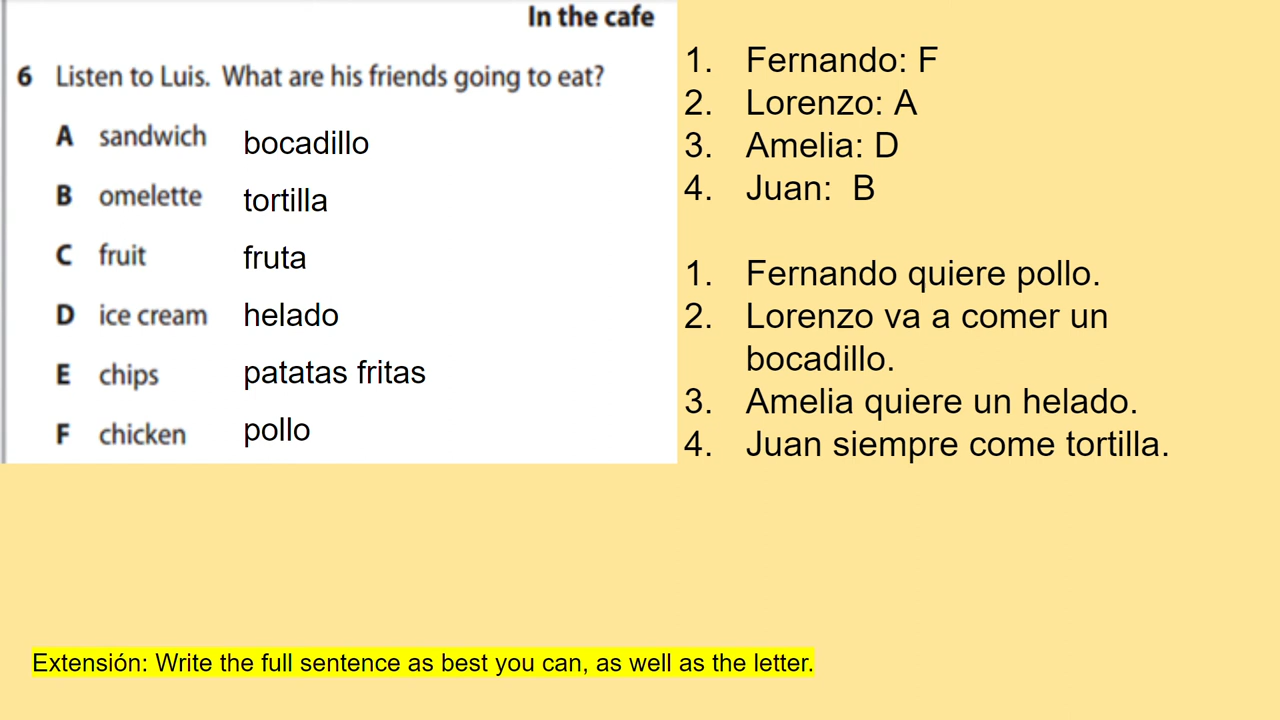 In the cafe
6 Listen to Luis. What are his friends going to eat?
A sandwich bocadillo
B omelette tortilla
C fruit fruta
D ice cream helado
E chips patatas fritas
F chicken pollo
1. Fernando: F
2. Lorenzo: A
3. Amelia: D
4. Juan: B
1. Fernando quiere pollo.
2. Lorenzo va a comer un
bocadillo.
3. Amelia quiere un helado.
4. Juan siempre come tortilla.
Extensión: Write the full sentence as best you can, as well as the letter.